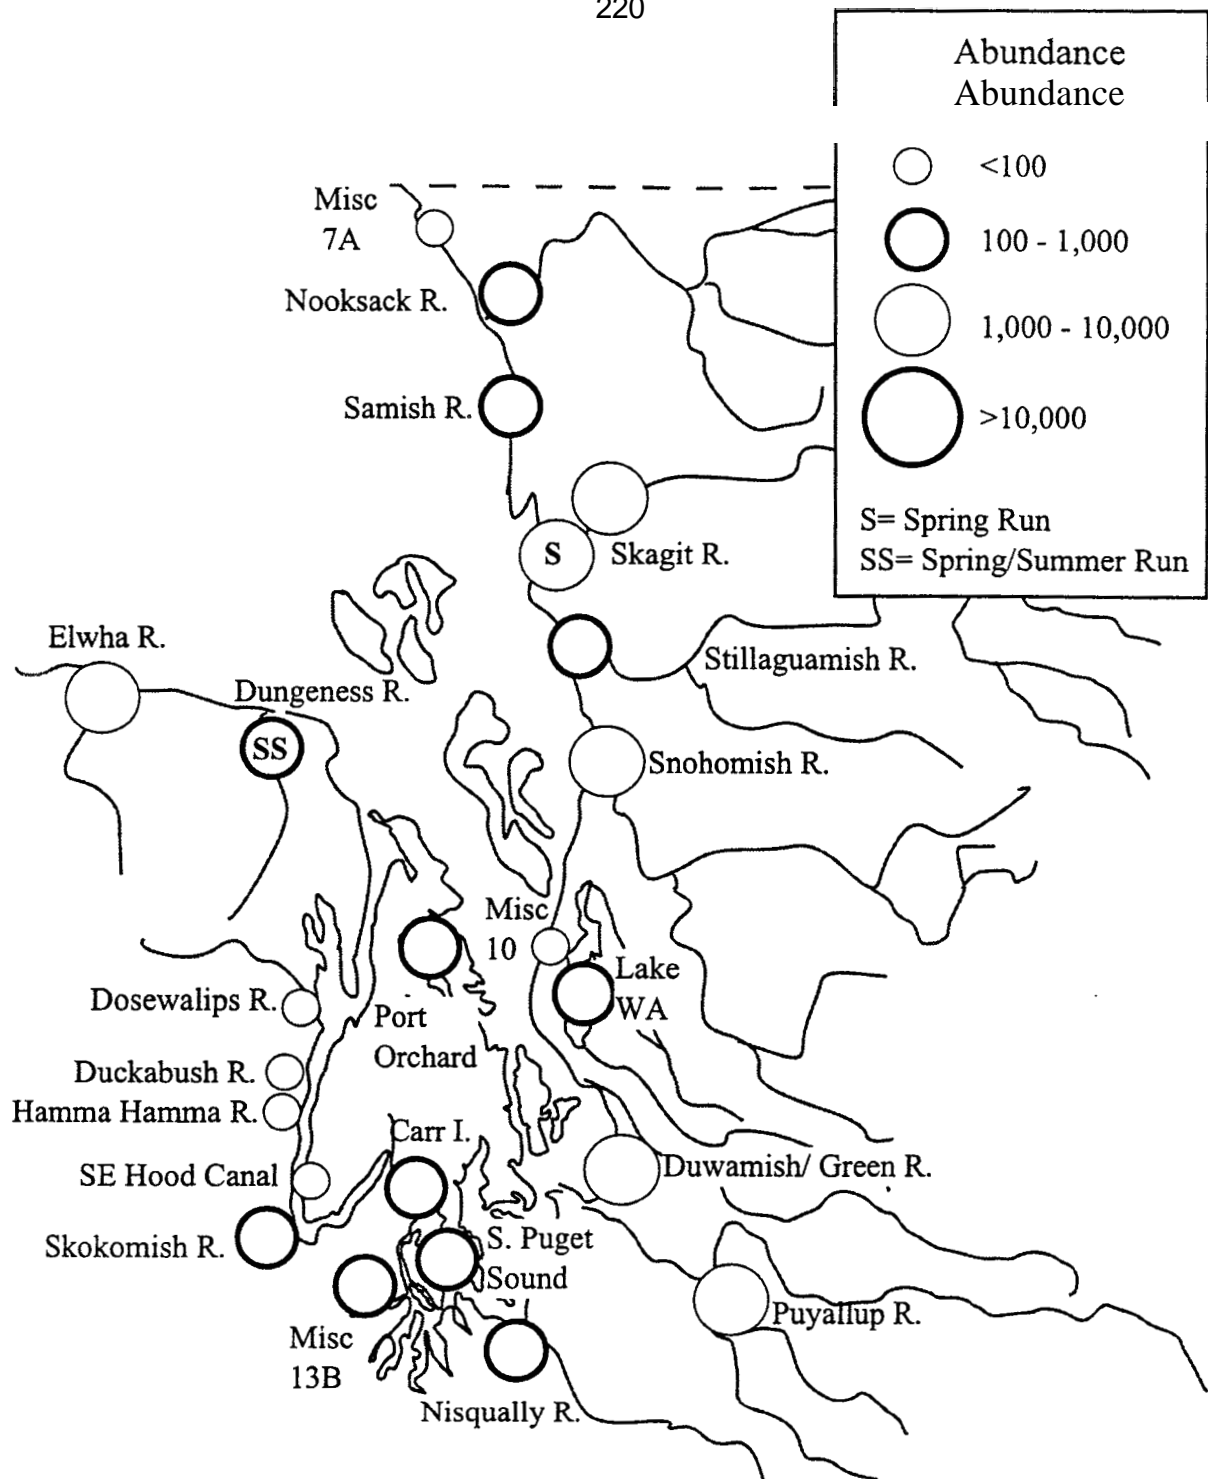 220
Abundance
Abundance
<100
100 - 1,000
1,000 - 10,000
>10,000
S= Spring Run
SS= Spring/Summer Run
Misc
7A
Nooksack R.
Samish R.
S
Skagit R.
Elwha R.
Dungeness R.
SS
Stillaguamish R.
Snohomish R.
Misc
10
Lake
WA
Dosewalips R.
Port
Orchard
Duckabush R.
Hamma Hamma R.
Carr I.
SE Hood Canal
Duwamish/ Green R.
Skokomish R.
S. Puget
Sound
Misc
13B
Puyallup R.
Nisqually R.